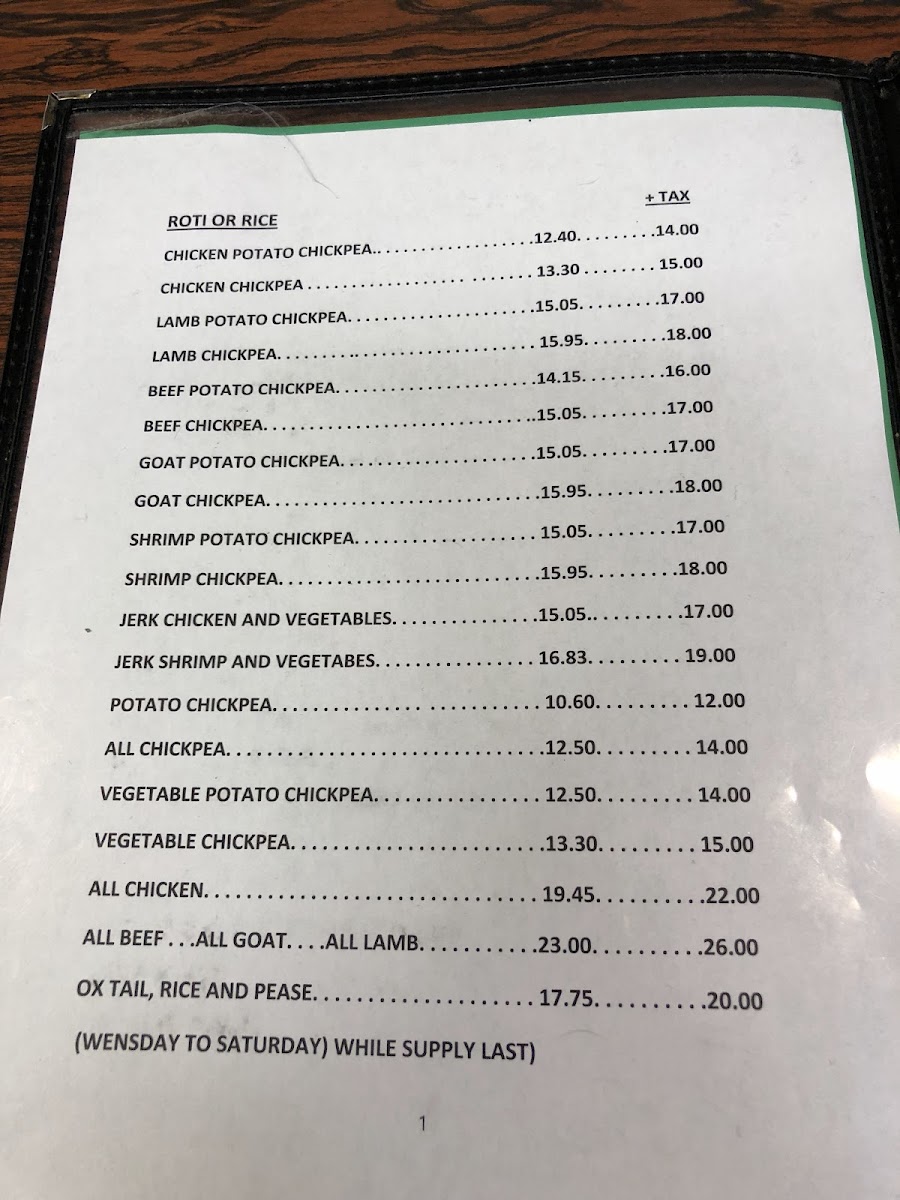 + TAX
ROTI OR RICE
CHICKEN POTATO CHICKPEA.. . . . . . . . . . . . . . . . .12.40. . . . . . . . .14.00
CHICKEN CHICKPEA . . . . . . . . . . . . . . . . . . . . . . . . 13.30 . . . . . . . . 15.00
LAMB POTATO CHICKPEA. . . . . . . . . . . . . . . . . . . .15.05. . . . . . . . .17.00
LAMB CHICKPEA. . . . . . . . .. . . . . . . . . . . . . . . . . . . 15.95. . . . . . . . .18.00
BEEF POTATO CHICKPEA. . . . . . . . . . . . . . . . . . . . .14.15. . . . . . . . .16.00
BEEF CHICKPEA. . . . . . . . . . . . . . . . . . . . . . . . . . . ..15.05. . . . . . . . .17.00
GOAT POTATO CHICKPEA. . . . . . . . . . . . . . . . . . . .15.05. . . . . . . . .17.00
GOAT CHICKPEA. . . . . . . . . . . . . . . . . . . . . . . . . . . .15.95. . . . . . . . .18.00
SHRIMP POTATO CHICKPEA. . . . . . . . . . . . . . . . . . 15.05. . . . . . . . .17.00
SHRIMP CHICKPEA. . . . . . . . . . . . . . . . . . . . . . . . . .15.95. . . . . . . . .18.00
JERK CHICKEN AND VEGETABLES. . . . . . . . . . . . . . .15.05.. . . . . . . . .17.00
JERK SHRIMP AND VEGETABES. . . . . . . . . . . . . . . . 16.83. . . . . . . . . 19.00
POTATO CHICKPEA. . . . . . . . . . . . . . . . . . . . . . . . . . 10.60. . . . . . . . . 12.00
ALL CHICKPEA. . . . . . . . . . . . . . . . . . . . . . . . . . . . . . .12.50. . . . . . . . . 14.00
VEGETABLE POTATO CHICKPEA. . . . . . . . . . . . . . . . . 12.50. . . . . . . . . 14.00
VEGETABLE CHICKPEA. . . . . . . . . . . . . . . . . . . . . . . . .13.30. . . . . . . . . 15.00
ALL CHICKEN. . . . . . . . . . . . . . . . . . . . . . . . . . . . . . . . 19.45. . . . . . . . . .22.00
ALL BEEF . . .ALL GOAT. . . .ALL LAMB. . . . . . . . . . .23.00. . . . . . . . . .26.00
OX TAIL, RICE AND PEASE. . . . . . . . . . . . . . . . . . . . . 17.75. . . . . . . . . .20.00
(WENSDAY TO SATURDAY) WHILE SUPPLY LAST)
1